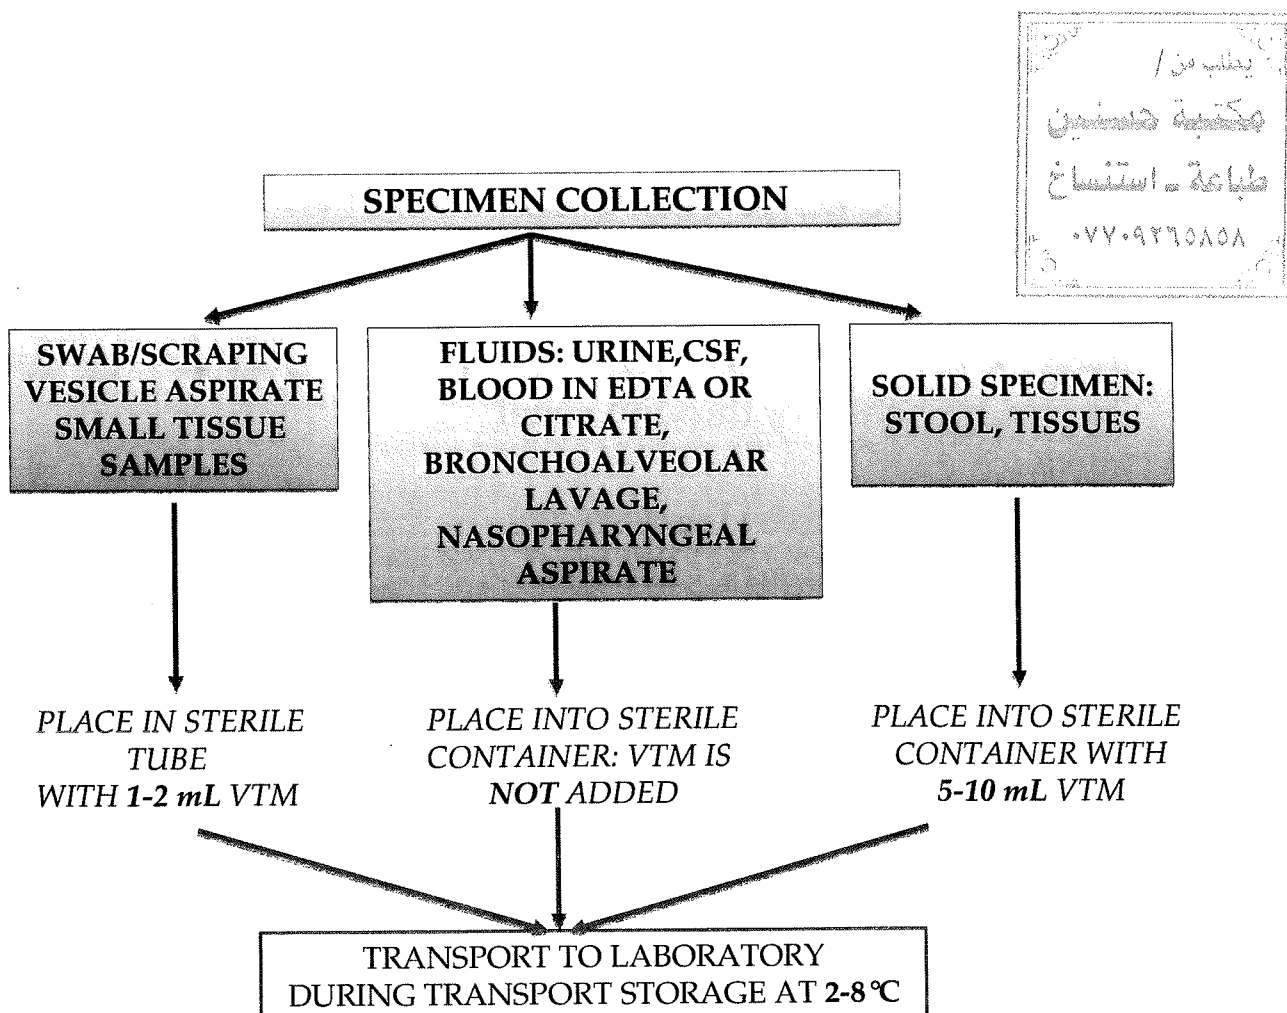 يطلب من /
مكتبة حسنين
طباعة - استنساخ
٠٧٧٠٩٢٦٥٨٥٨
SPECIMEN COLLECTION
SWAB/SCRAPING
VESICLE ASPIRATE
SMALL TISSUE
SAMPLES
FLUIDS: URINE,CSF,
BLOOD IN EDTA OR
CITRATE,
BRONCHOALVEOLAR
LAVAGE,
NASOPHARYNGEAL
ASPIRATE
SOLID SPECIMEN:
STOOL, TISSUES
PLACE IN STERILE
TUBE
WITH 1-2 mL VTM
PLACE INTO STERILE
CONTAINER: VTM IS
NOT ADDED
PLACE INTO STERILE
CONTAINER WITH
5-10 mL VTM
TRANSPORT TO LABORATORY
DURING TRANSPORT STORAGE AT 2-8 °C